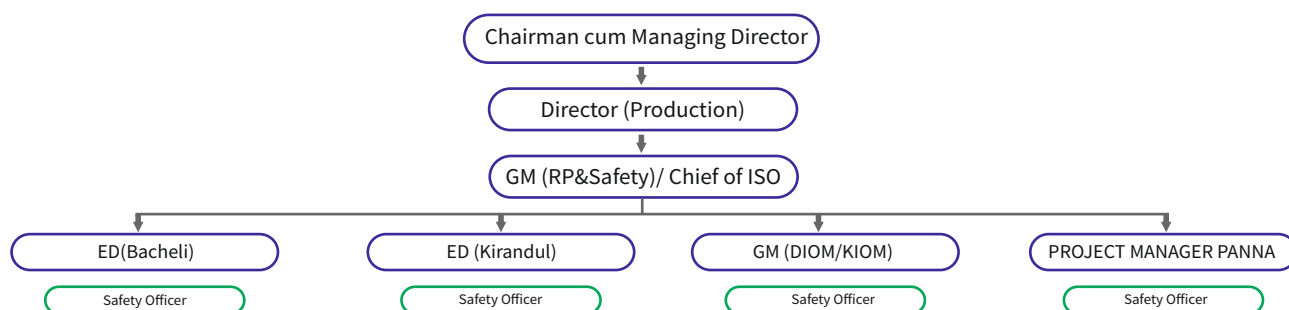 Chairman cum Managing Director
Director (Production)
GM (RP&Safety)/ Chief of ISO
ED(Bacheli)
ED (Kirandul)
GM (DIOM/KIOM)
PROJECT MANAGER PANNA
Safety Officer
Safety Officer
Safety Officer
Safety Officer